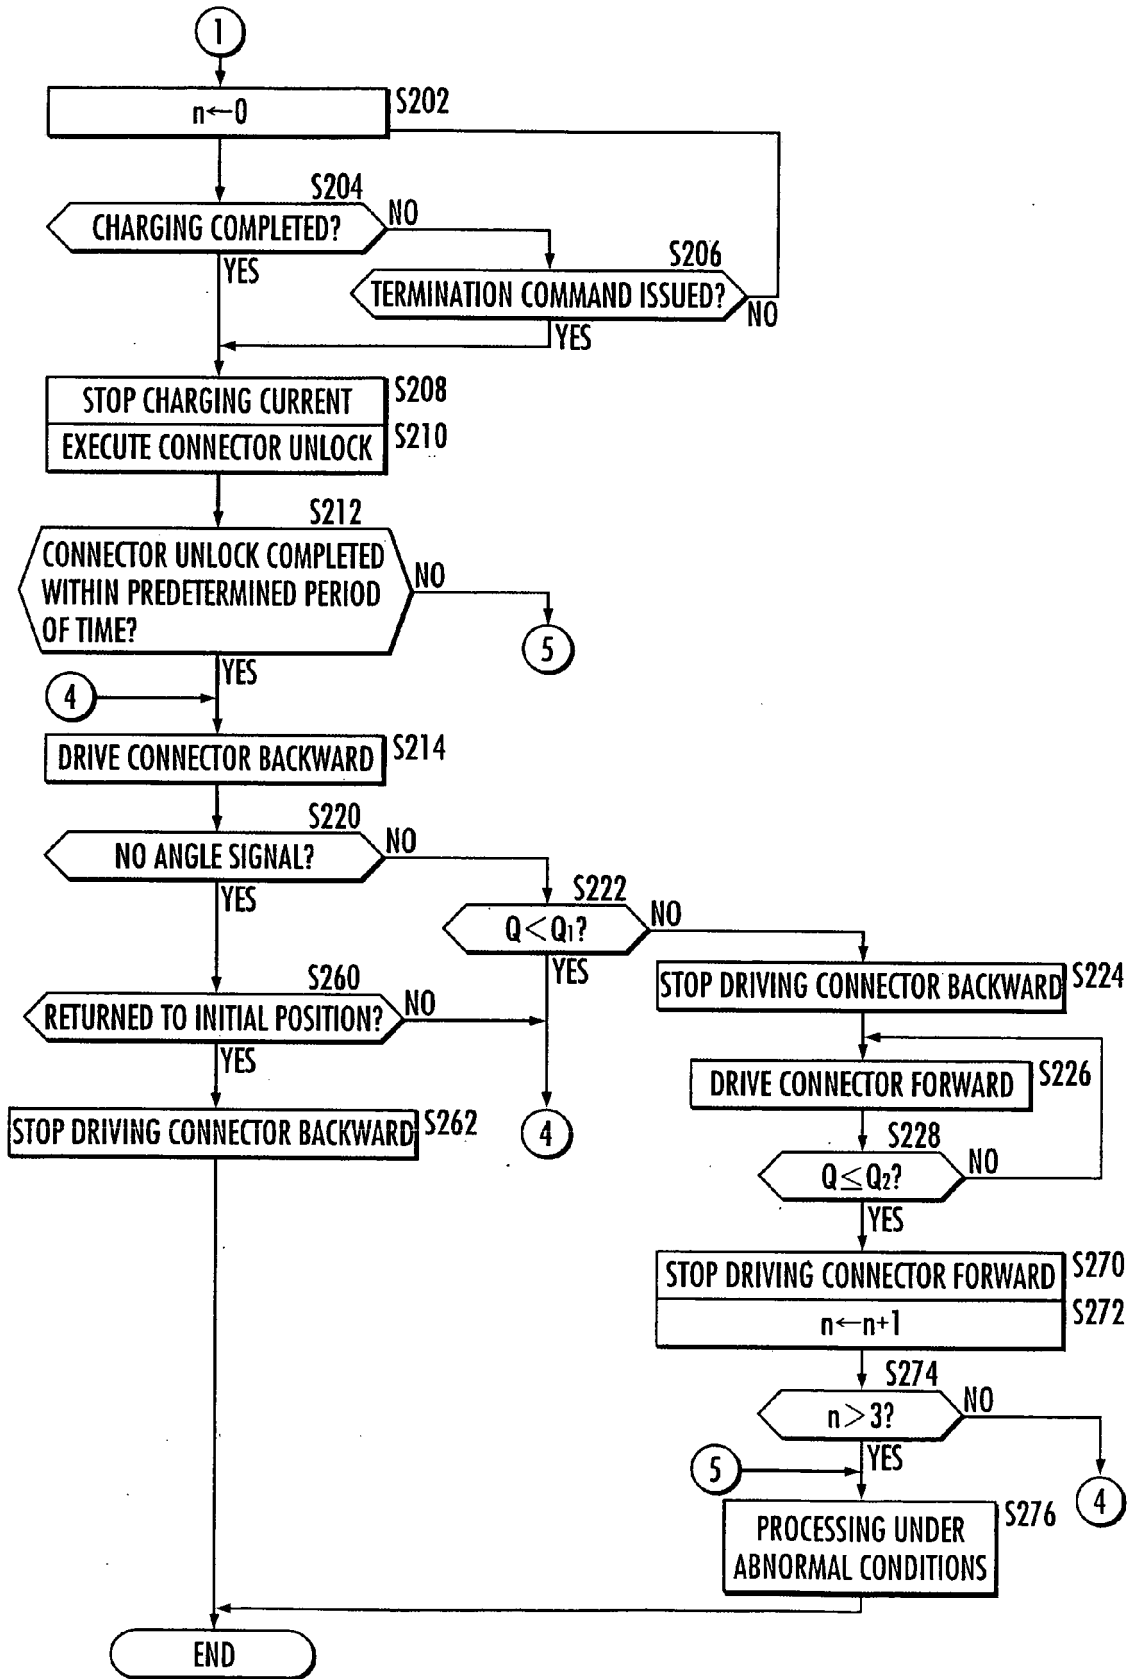 1
n←0
S202
S204
CHARGING COMPLETED?
NO
YES
S206
TERMINATION COMMAND ISSUED?
NO
YES
STOP CHARGING CURRENT
S208
EXECUTE CONNECTOR UNLOCK
S210
S212
CONNECTOR UNLOCK COMPLETED
WITHIN PREDETERMINED PERIOD
OF TIME?
NO
5
YES
4
DRIVE CONNECTOR BACKWARD
S214
S220
NO ANGLE SIGNAL?
NO
YES
S222
Q<Q1?
NO
YES
S260
RETURNED TO INITIAL POSITION?
NO
YES
4
STOP DRIVING CONNECTOR BACKWARD
S262
STOP DRIVING CONNECTOR BACKWARD
S224
DRIVE CONNECTOR FORWARD
S226
S228
Q≤Q2?
NO
YES
STOP DRIVING CONNECTOR FORWARD
S270
n←n+1
S272
S274
n>3?
NO
YES
5
4
PROCESSING UNDER
ABNORMAL CONDITIONS
S276
END